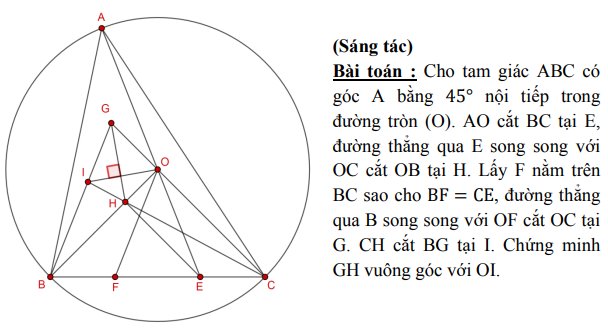 (Sáng tác)
Bài toán : Cho tam giác ABC có
góc A bằng 45° nội tiếp trong
đường tròn (O). AO cắt BC tại E,
đường thẳng qua E song song với
OC cắt OB tại H. Lấy F nằm trên
BC sao cho BF = CE, đường thẳng
qua B song song với OF cắt OC tại
G. CH cắt BG tại I. Chứng minh
GH vuông góc với OI.
A
G
O
I
H
B
F
E
C